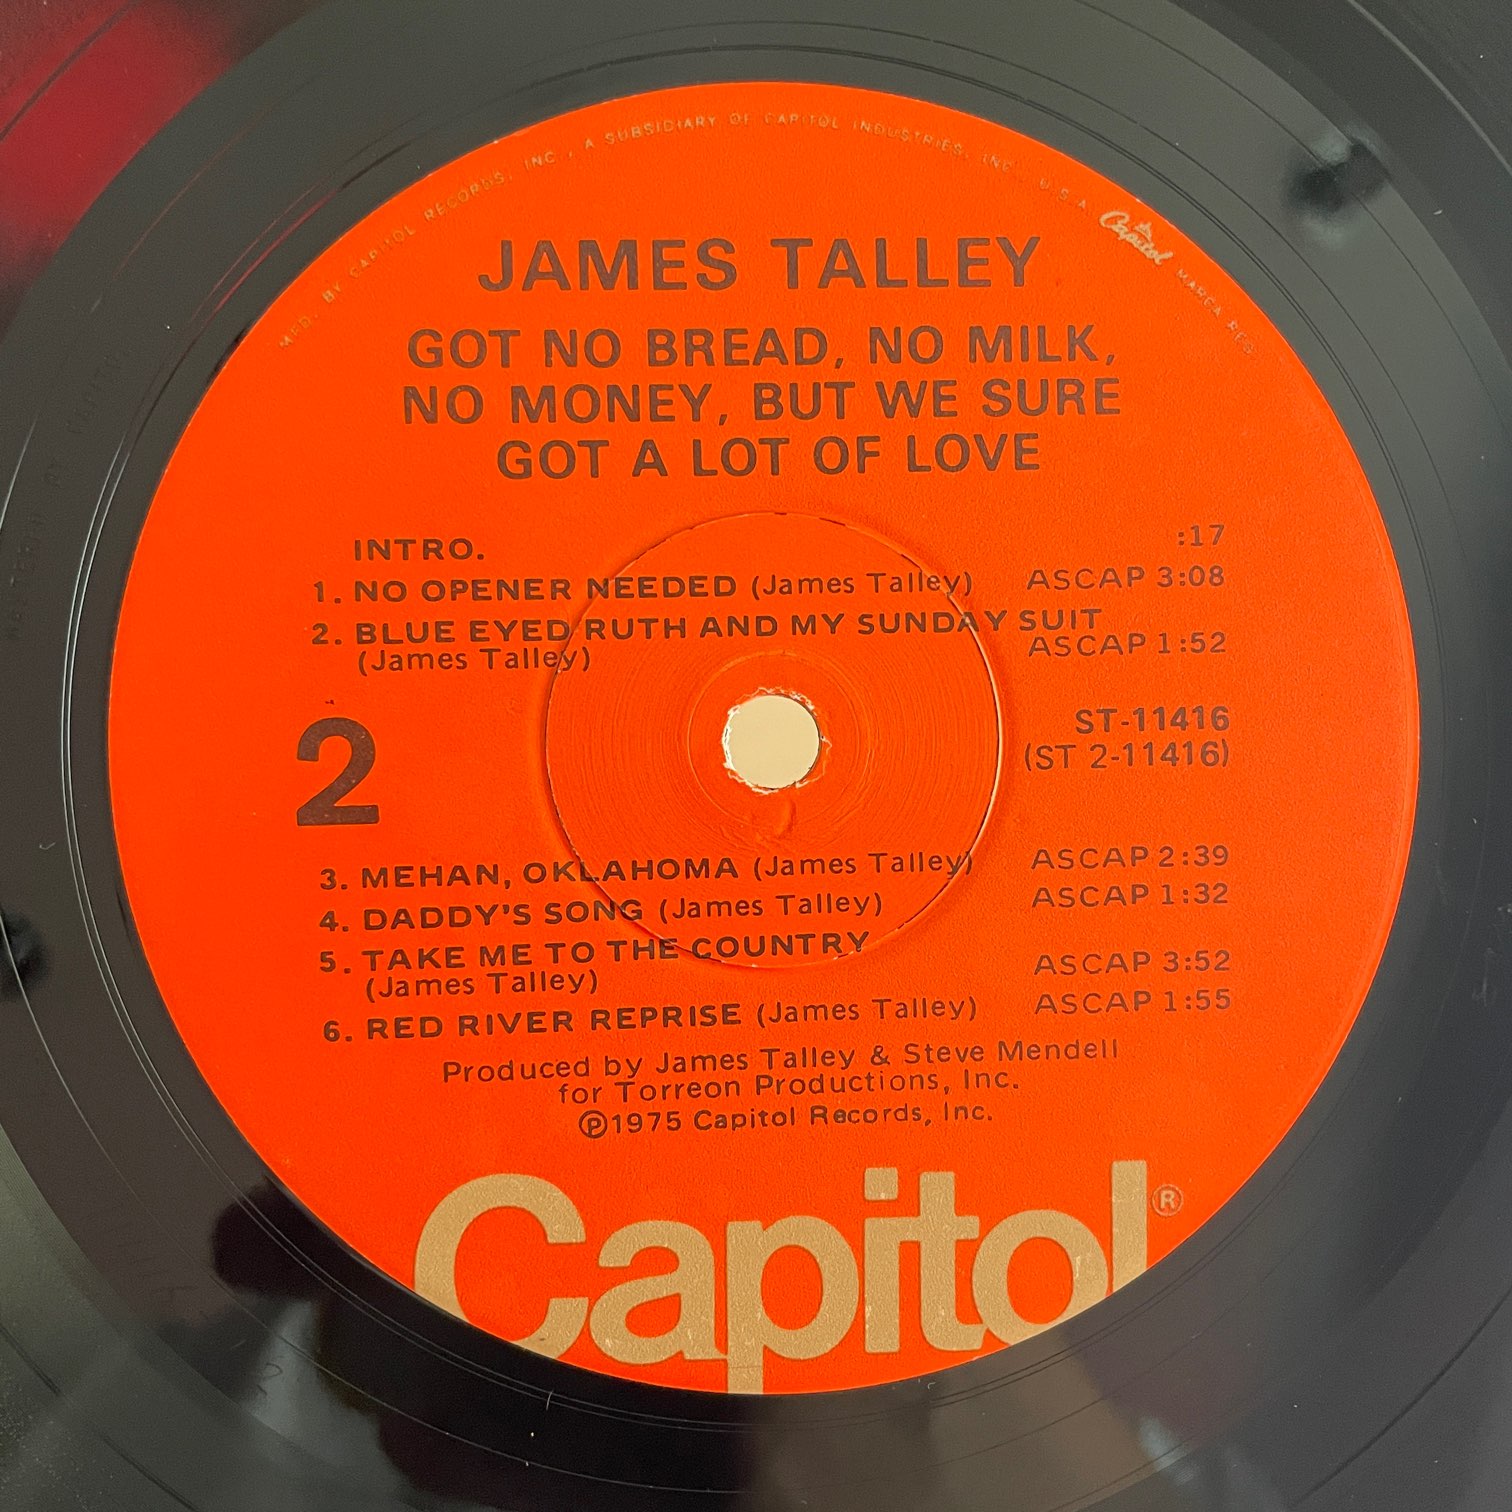 MFD. BY CAPITOL RECORDS, INC., A SUBSIDIARY OF CAPITOL INDUSTRIES, INC. U.S.A. Capitol MARCA REG.
JAMES TALLEY
GOT NO BREAD, NO MILK,
NO MONEY, BUT WE SURE
GOT A LOT OF LOVE
INTRO. :17
1. NO OPENER NEEDED (James Talley) ASCAP 3:08
2. BLUE EYED RUTH AND MY SUNDAY SUIT
(James Talley) ASCAP 1:52
2
ST-11416
(ST 2-11416)
3. MEHAN, OKLAHOMA (James Talley) ASCAP 2:39
4. DADDY'S SONG (James Talley) ASCAP 1:32
5. TAKE ME TO THE COUNTRY
(James Talley) ASCAP 3:52
6. RED RIVER REPRISE (James Talley) ASCAP 1:55
Produced by James Talley & Steve Mendell
for Torreon Productions, Inc.
℗1975 Capitol Records, Inc.
Capitol®